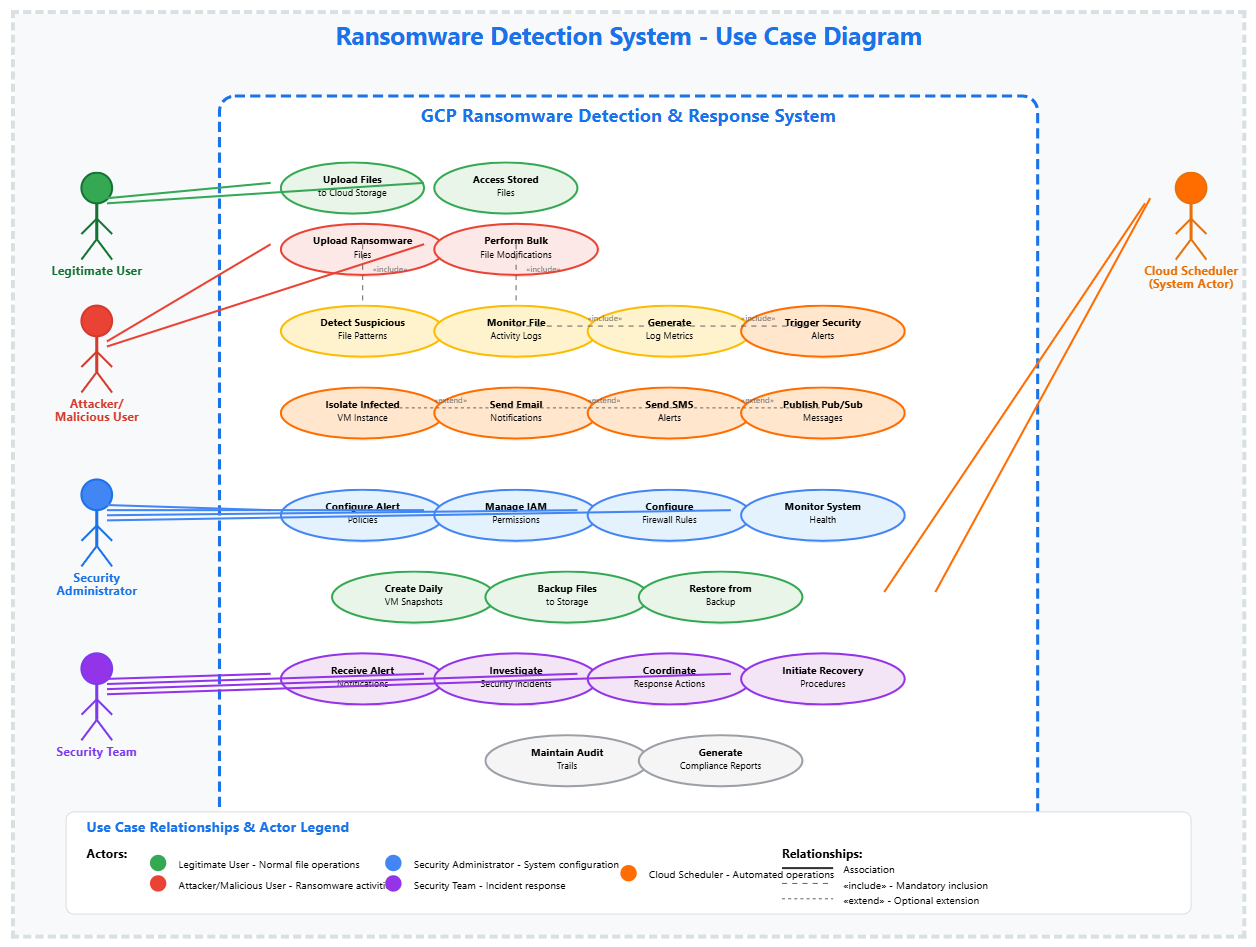 Ransomware Detection System - Use Case Diagram
GCP Ransomware Detection & Response System
Upload Files
to Cloud Storage
Access Stored
Files
Legitimate User
Cloud Scheduler
(System Actor)
Upload Ransomware
Files
«include»
Perform Bulk
File Modifications
«include»
Attacker/
Malicious User
Detect Suspicious
File Patterns
Monitor File
Activity Logs
«include»
Generate
Log Metrics
«include»
Trigger Security
Alerts
Isolate Infected
VM Instance
«extend»
Send Email
Notifications
«extend»
Send SMS
Alerts
«extend»
Publish Pub/Sub
Messages
Security
Administrator
Configure Alert
Policies
Manage IAM
Permissions
Configure
Firewall Rules
Monitor System
Health
Create Daily
VM Snapshots
Backup Files
to Storage
Restore from
Backup
Security Team
Receive Alert
Notifications
Investigate
Security Incidents
Coordinate
Response Actions
Initiate Recovery
Procedures
Maintain Audit
Trails
Generate
Compliance Reports
Use Case Relationships & Actor Legend
Actors:
Legitimate User - Normal file operations
Attacker/Malicious User - Ransomware activiti
Security Administrator - System configuration
Security Team - Incident response
Cloud Scheduler - Automated operations
Relationships:
Association
«include» - Mandatory inclusion
«extend» - Optional extension